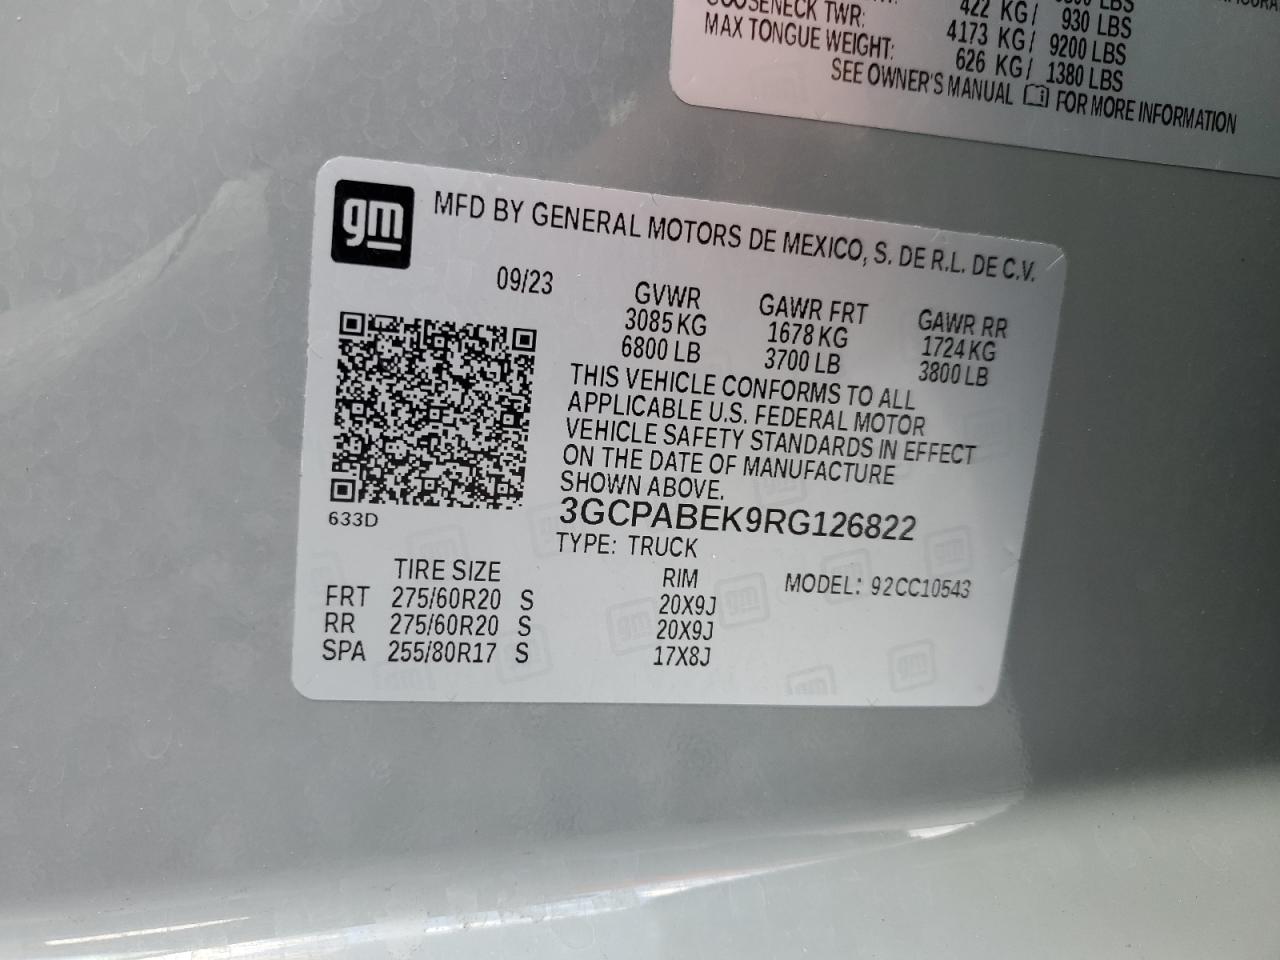 422 KG/ 930 LBS
GOOSENECK TWR: 4173 KG/ 9200 LBS
MAX TONGUE WEIGHT: 626 KG/ 1380 LBS
SEE OWNER'S MANUAL FOR MORE INFORMATION
gm
MFD BY GENERAL MOTORS DE MEXICO, S. DE R.L. DE C.V.
09/23
GVWR GAWR FRT GAWR RR
3085 KG 1678 KG 1724 KG
6800 LB 3700 LB 3800 LB
THIS VEHICLE CONFORMS TO ALL
APPLICABLE U.S. FEDERAL MOTOR
VEHICLE SAFETY STANDARDS IN EFFECT
ON THE DATE OF MANUFACTURE
SHOWN ABOVE.
633D
3GCPABEK9RG126822
TYPE: TRUCK
TIRE SIZE RIM MODEL: 92CC10543
FRT 275/60R20 S 20X9J
RR 275/60R20 S 20X9J
SPA 255/80R17 S 17X8J